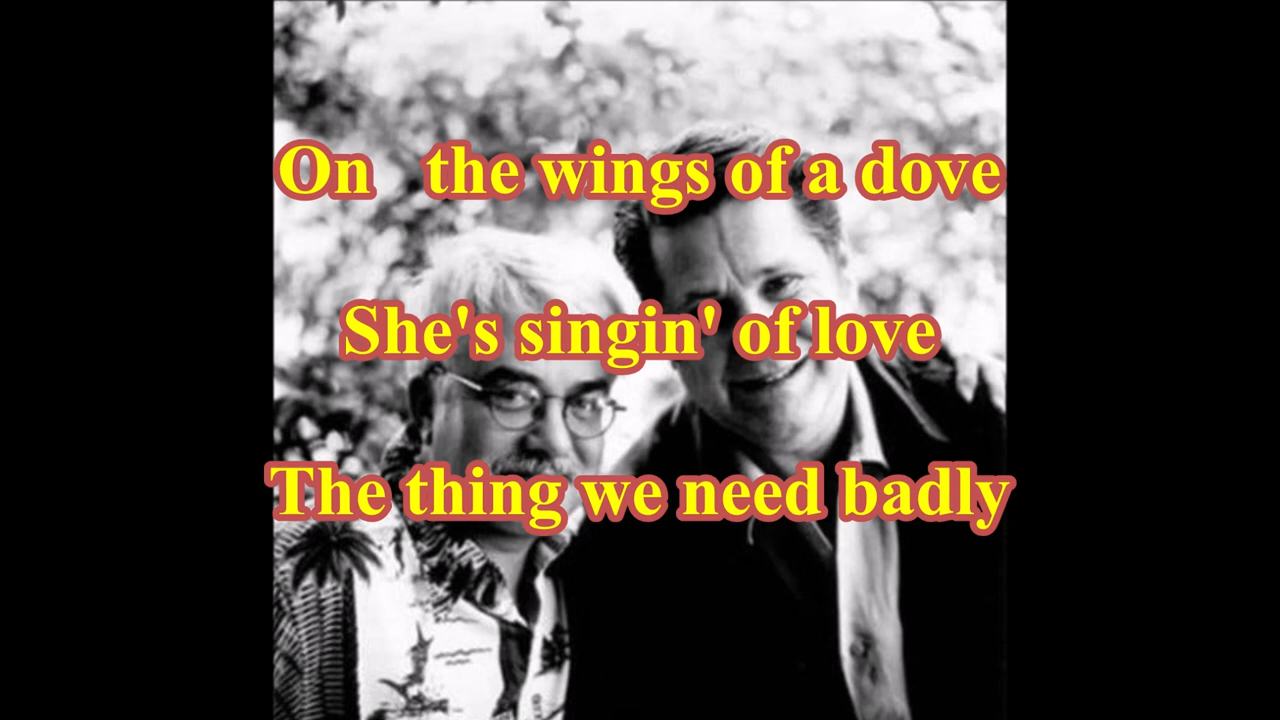 On   the wings of a dove
She's singin' of love
The thing we need badly